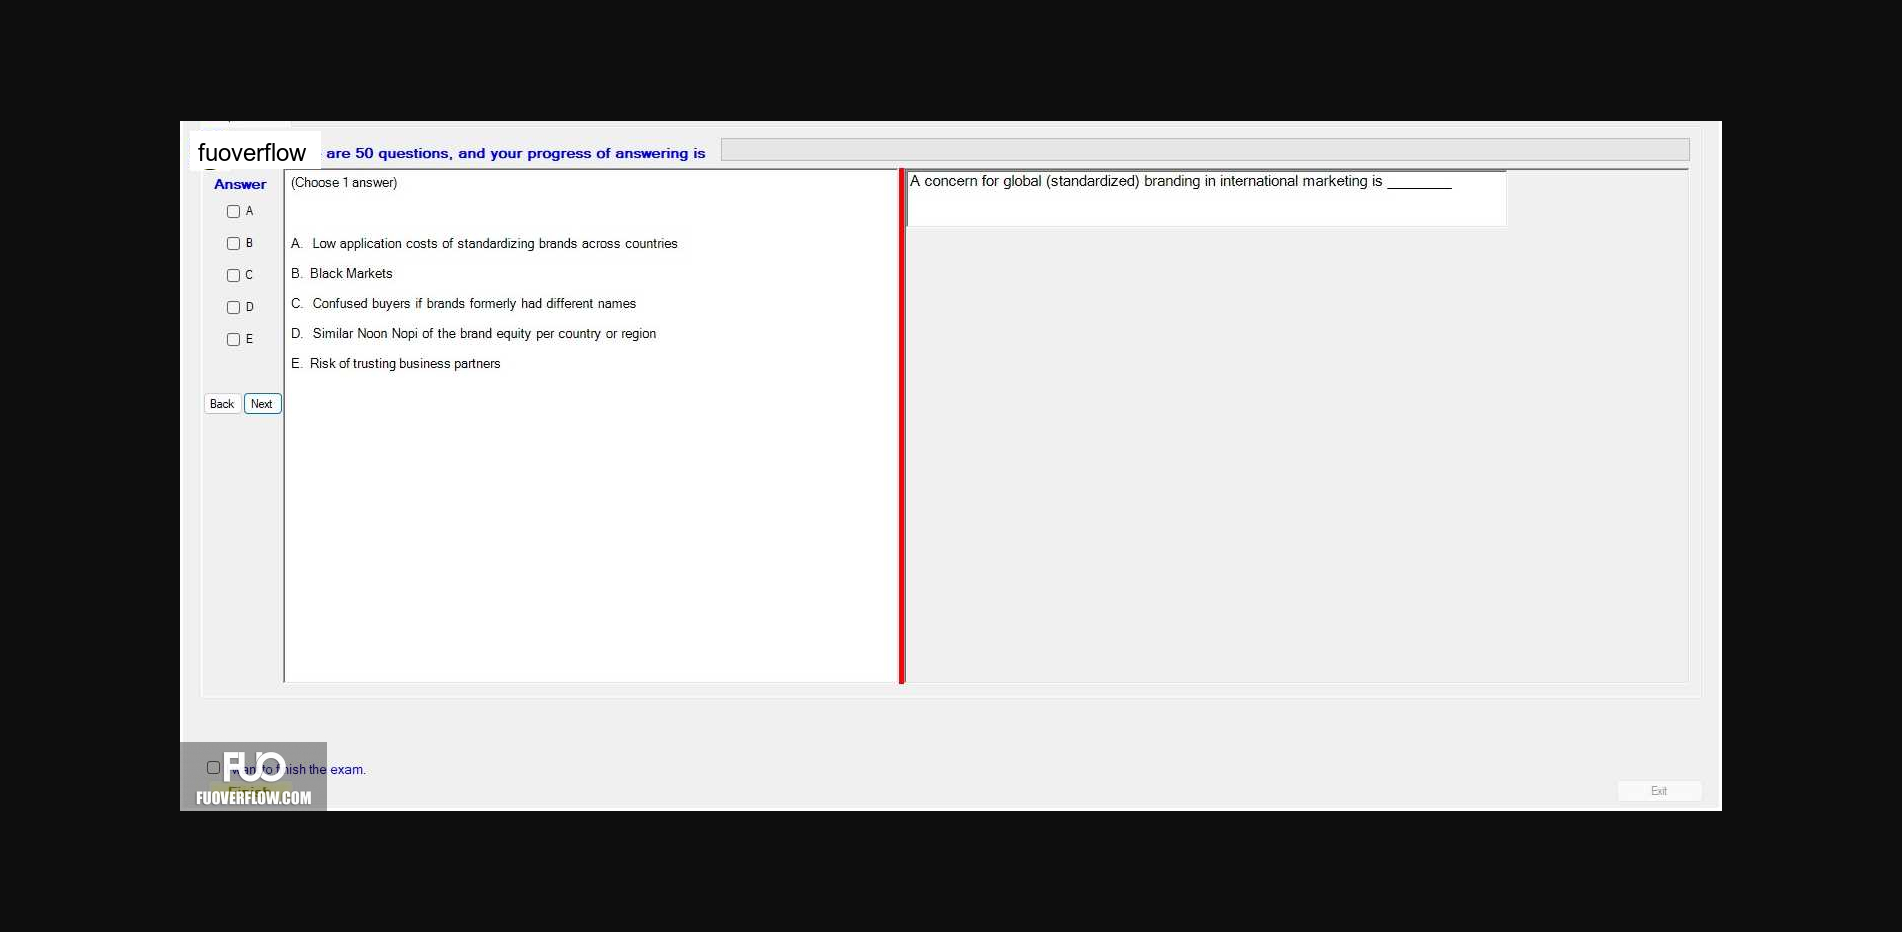 fuoverflow are 50 questions, and your progress of answering is
Answer
A
B
C
D
E
Back Next
(Choose 1 answer)
A. Low application costs of standardizing brands across countries
B. Black Markets
C. Confused buyers if brands formerly had different names
D. Similar Noon Nopi of the brand equity per country or region
E. Risk of trusting business partners
A concern for global (standardized) branding in international marketing is ________
want to finish the exam.
Finish
FUO
FUOVERFLOW.COM
Exit